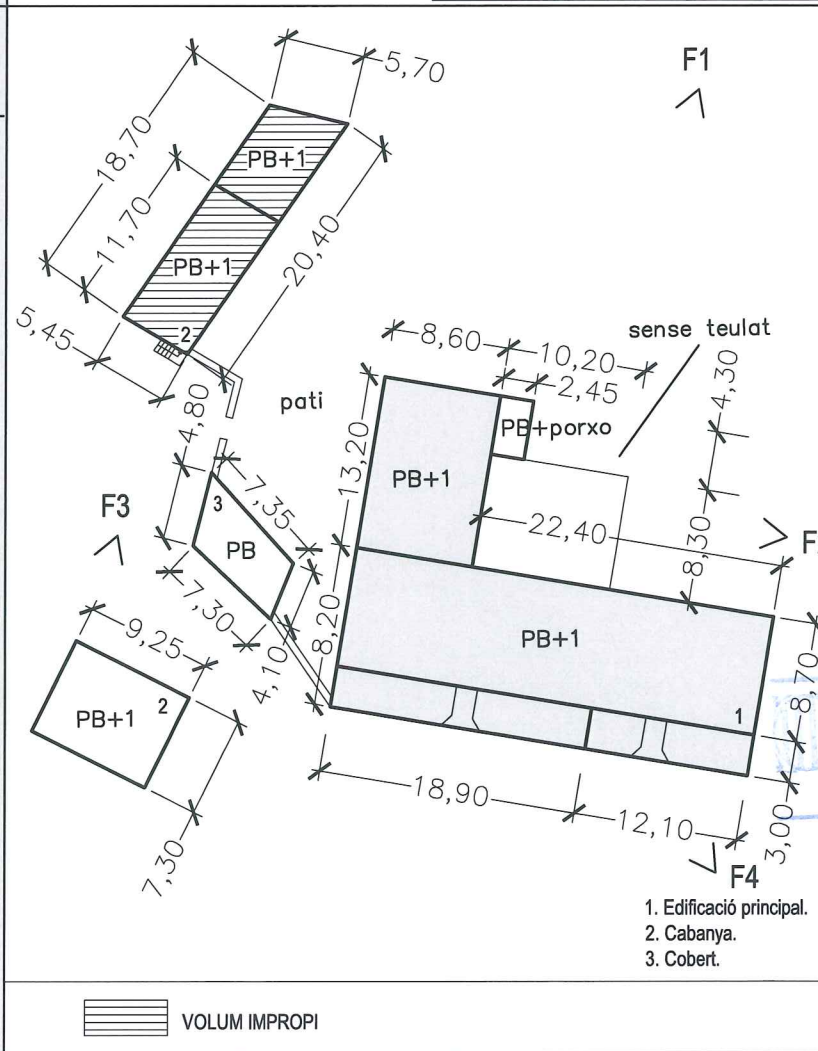 5,70
F1
18,70
PB+1
11,70
PB+1
20,40
5,45
2
8,60
10,20
2,45
sense teulat
4,30
pati
PB+porxo
4,80
13,20
PB+1
7,35
3
F3
PB
22,40
8,30
7,30
8,20
PB+1
9,25
4,10
PB+1
2
8,70
1
18,90
12,10
3,00
7,30
F4
1. Edificació principal.
2. Cabanya.
3. Cobert.
VOLUM IMPROPI